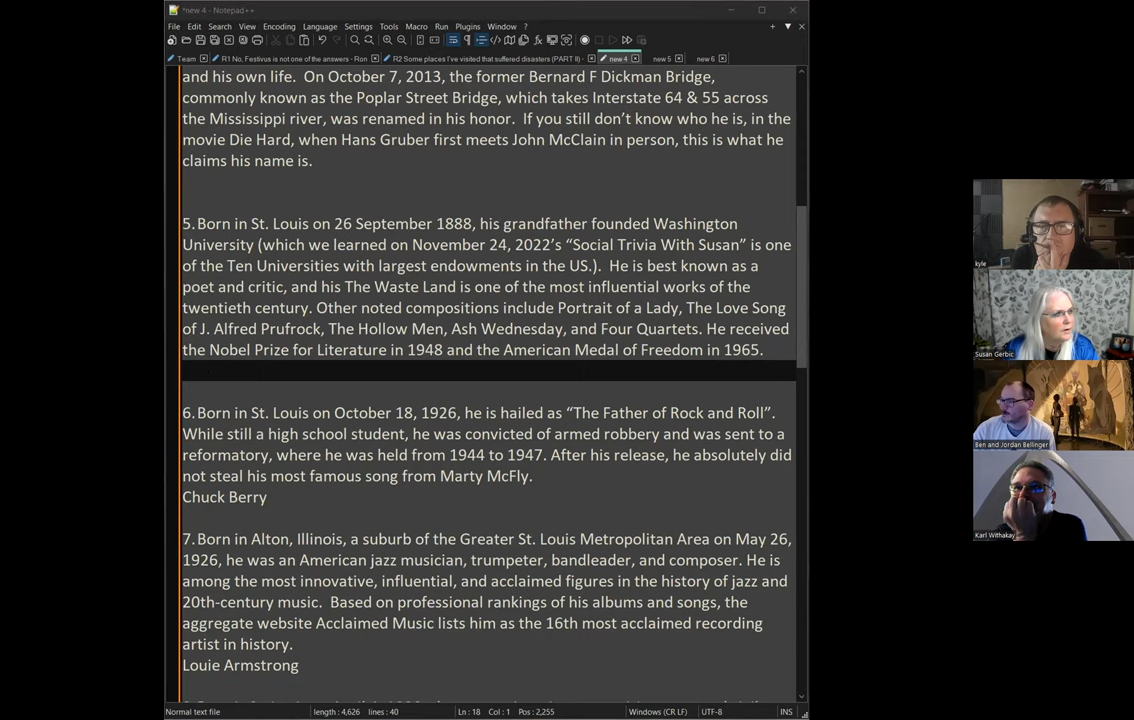 *new 4 - Notepad++
File Edit Search View Encoding Language Settings Tools Macro Run Plugins Window ?
Team R1 No, Festivus is not one of the answers - Ron R2 Some places I've visited that suffered disasters (PART II) - new 4 new 5 new 6
and his own life. On October 7, 2013, the former Bernard F Dickman Bridge,
commonly known as the Poplar Street Bridge, which takes Interstate 64 & 55 across
the Mississippi river, was renamed in his honor. If you still don't know who he is, in the
movie Die Hard, when Hans Gruber first meets John McClain in person, this is what he
claims his name is.
5. Born in St. Louis on 26 September 1888, his grandfather founded Washington
University (which we learned on November 24, 2022's “Social Trivia With Susan” is one
of the Ten Universities with largest endowments in the US.). He is best known as a
poet and critic, and his The Waste Land is one of the most influential works of the
twentieth century. Other noted compositions include Portrait of a Lady, The Love Song
of J. Alfred Prufrock, The Hollow Men, Ash Wednesday, and Four Quartets. He received
the Nobel Prize for Literature in 1948 and the American Medal of Freedom in 1965.
6. Born in St. Louis on October 18, 1926, he is hailed as “The Father of Rock and Roll”.
While still a high school student, he was convicted of armed robbery and was sent to a
reformatory, where he was held from 1944 to 1947. After his release, he absolutely did
not steal his most famous song from Marty McFly.
Chuck Berry
7. Born in Alton, Illinois, a suburb of the Greater St. Louis Metropolitan Area on May 26,
1926, he was an American jazz musician, trumpeter, bandleader, and composer. He is
among the most innovative, influential, and acclaimed figures in the history of jazz and
20th-century music. Based on professional rankings of his albums and songs, the
aggregate website Acclaimed Music lists him as the 16th most acclaimed recording
artist in history.
Louie Armstrong
Normal text file length : 4,626 lines : 40 Ln : 18 Col : 1 Pos : 2,255 Windows (CR LF) UTF-8 INS
kyle
Susan Gerbic
Ben and Jordan Bellinger
Karl Withakay